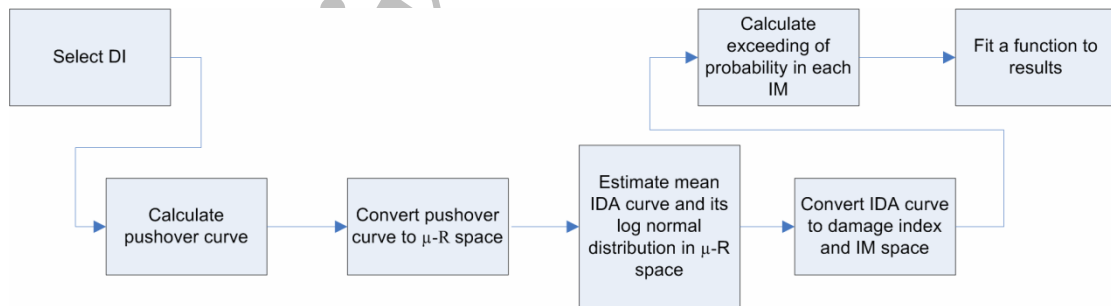 Select DI
Calculate
pushover curve
Convert pushover
curve to μ-R space
Estimate mean
IDA curve and its
log normal
distribution in μ-R
space
Convert IDA curve
to damage index
and IM space
Calculate
exceeding of
probability in each
IM
Fit a function to
results